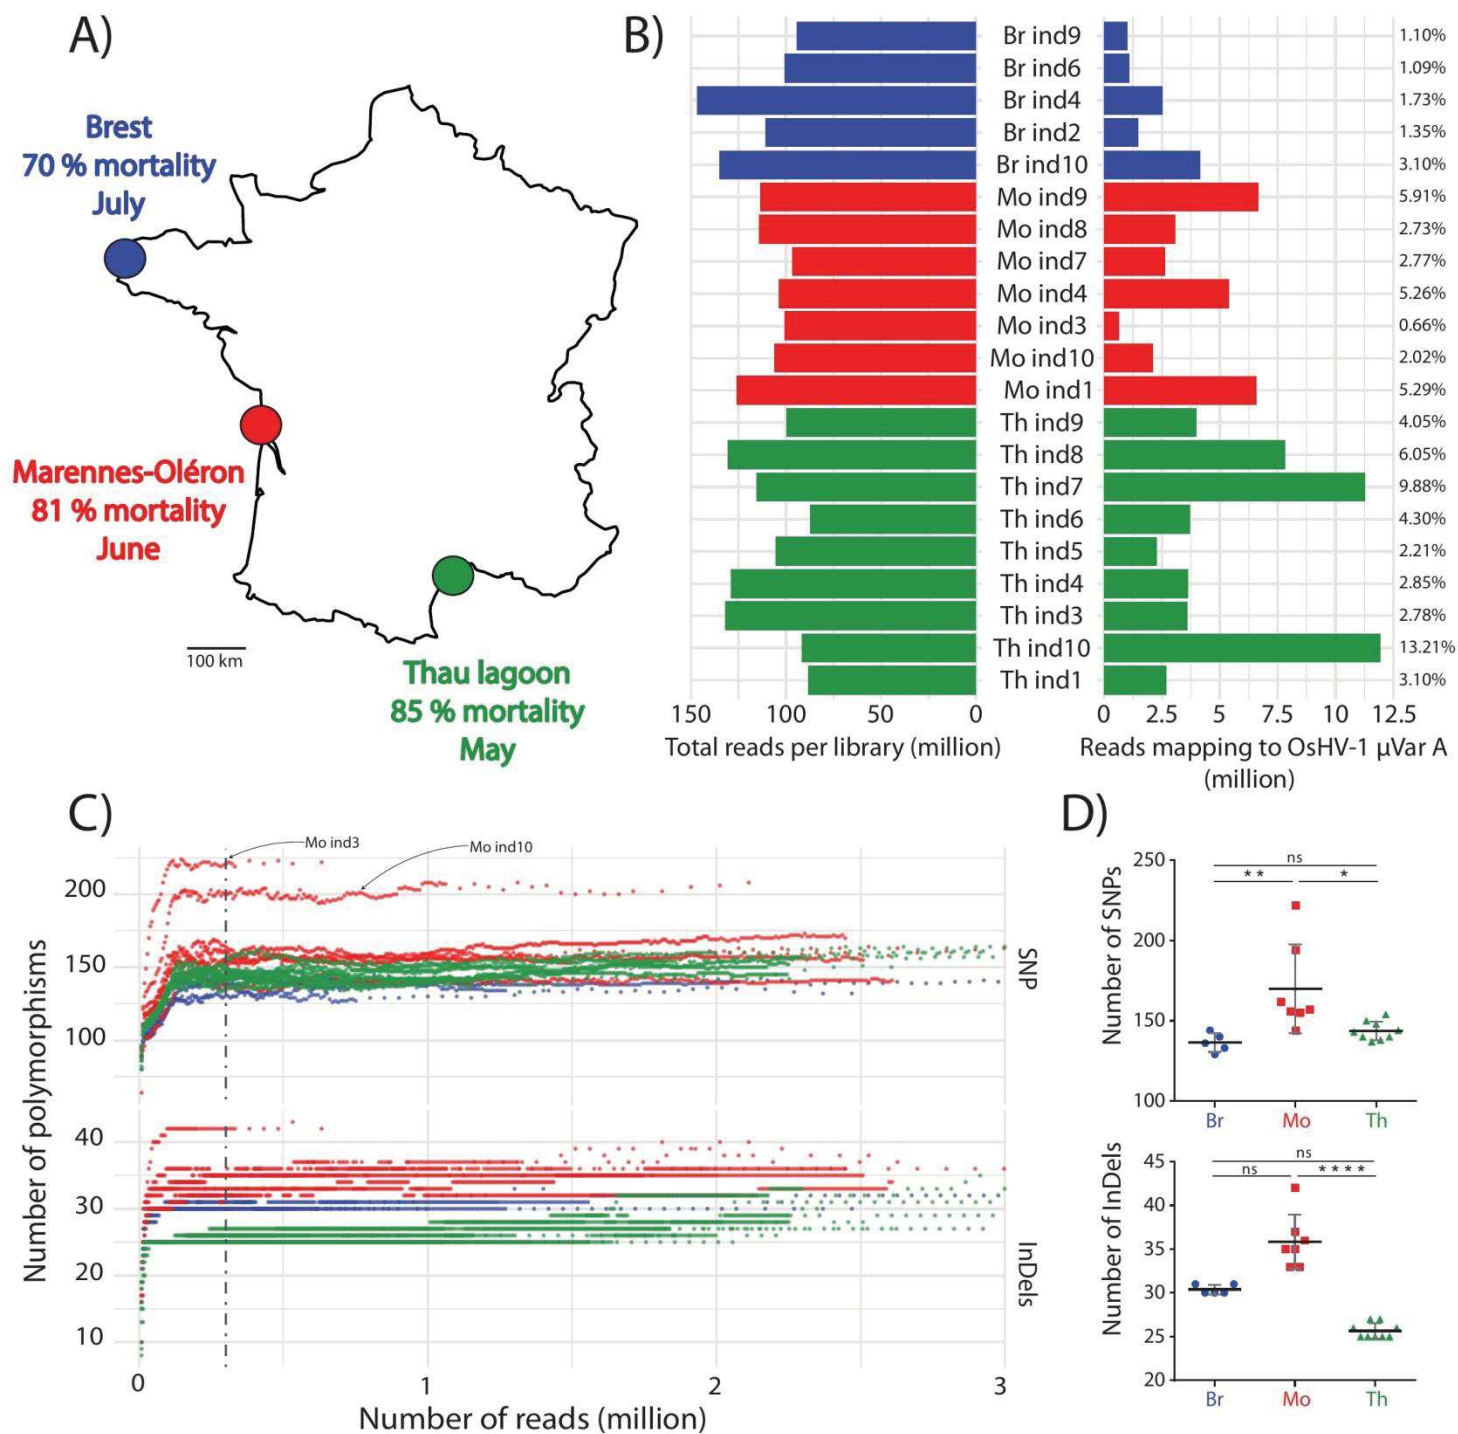 A)
Brest
70 % mortality
July
Marennes-Oléron
81 % mortality
June
100 km
Thau lagoon
85 % mortality
May
B)
Br ind9 1.10%
Br ind6 1.09%
Br ind4 1.73%
Br ind2 1.35%
Br ind10 3.10%
Mo ind9 5.91%
Mo ind8 2.73%
Mo ind7 2.77%
Mo ind4 5.26%
Mo ind3 0.66%
Mo ind10 2.02%
Mo ind1 5.29%
Th ind9 4.05%
Th ind8 6.05%
Th ind7 9.88%
Th ind6 4.30%
Th ind5 2.21%
Th ind4 2.85%
Th ind3 2.78%
Th ind10 13.21%
Th ind1 3.10%
150 100 50 0 0 2.5 5 7.5 10 12.5
Total reads per library (million) Reads mapping to OsHV-1 µVar A
(million)
C)
Mo ind3 Mo ind10
Number of polymorphisms
200
150
100
SNP
40
30
20
10
InDels
0 1 2 3
Number of reads (million)
D)
Number of SNPs
250
200
150
100
ns
* * *
Br Mo Th
Number of InDels
45
40
35
30
25
20
ns
ns * * * *
Br Mo Th